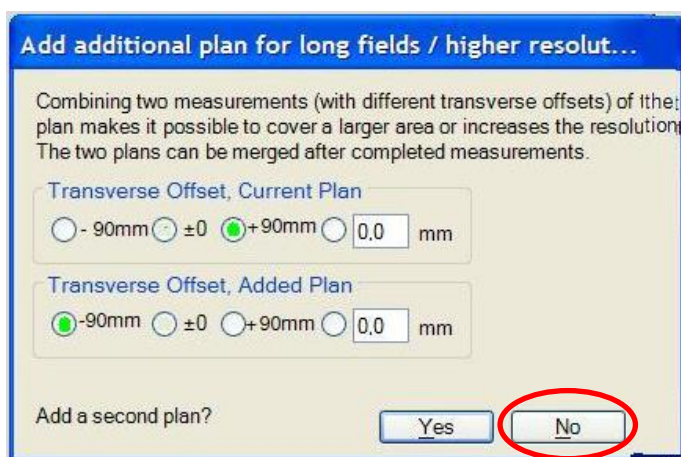 Add additional plan for long fields / higher resolut...
Combining two measurements (with different transverse offsets) of the
plan makes it possible to cover a larger area or increases the resolution
The two plans can be merged after completed measurements.
Transverse Offset, Current Plan
- 90mm ±0 +90mm 0,0 mm
Transverse Offset, Added Plan
-90mm ±0 +90mm 0,0 mm
Add a second plan? Yes No